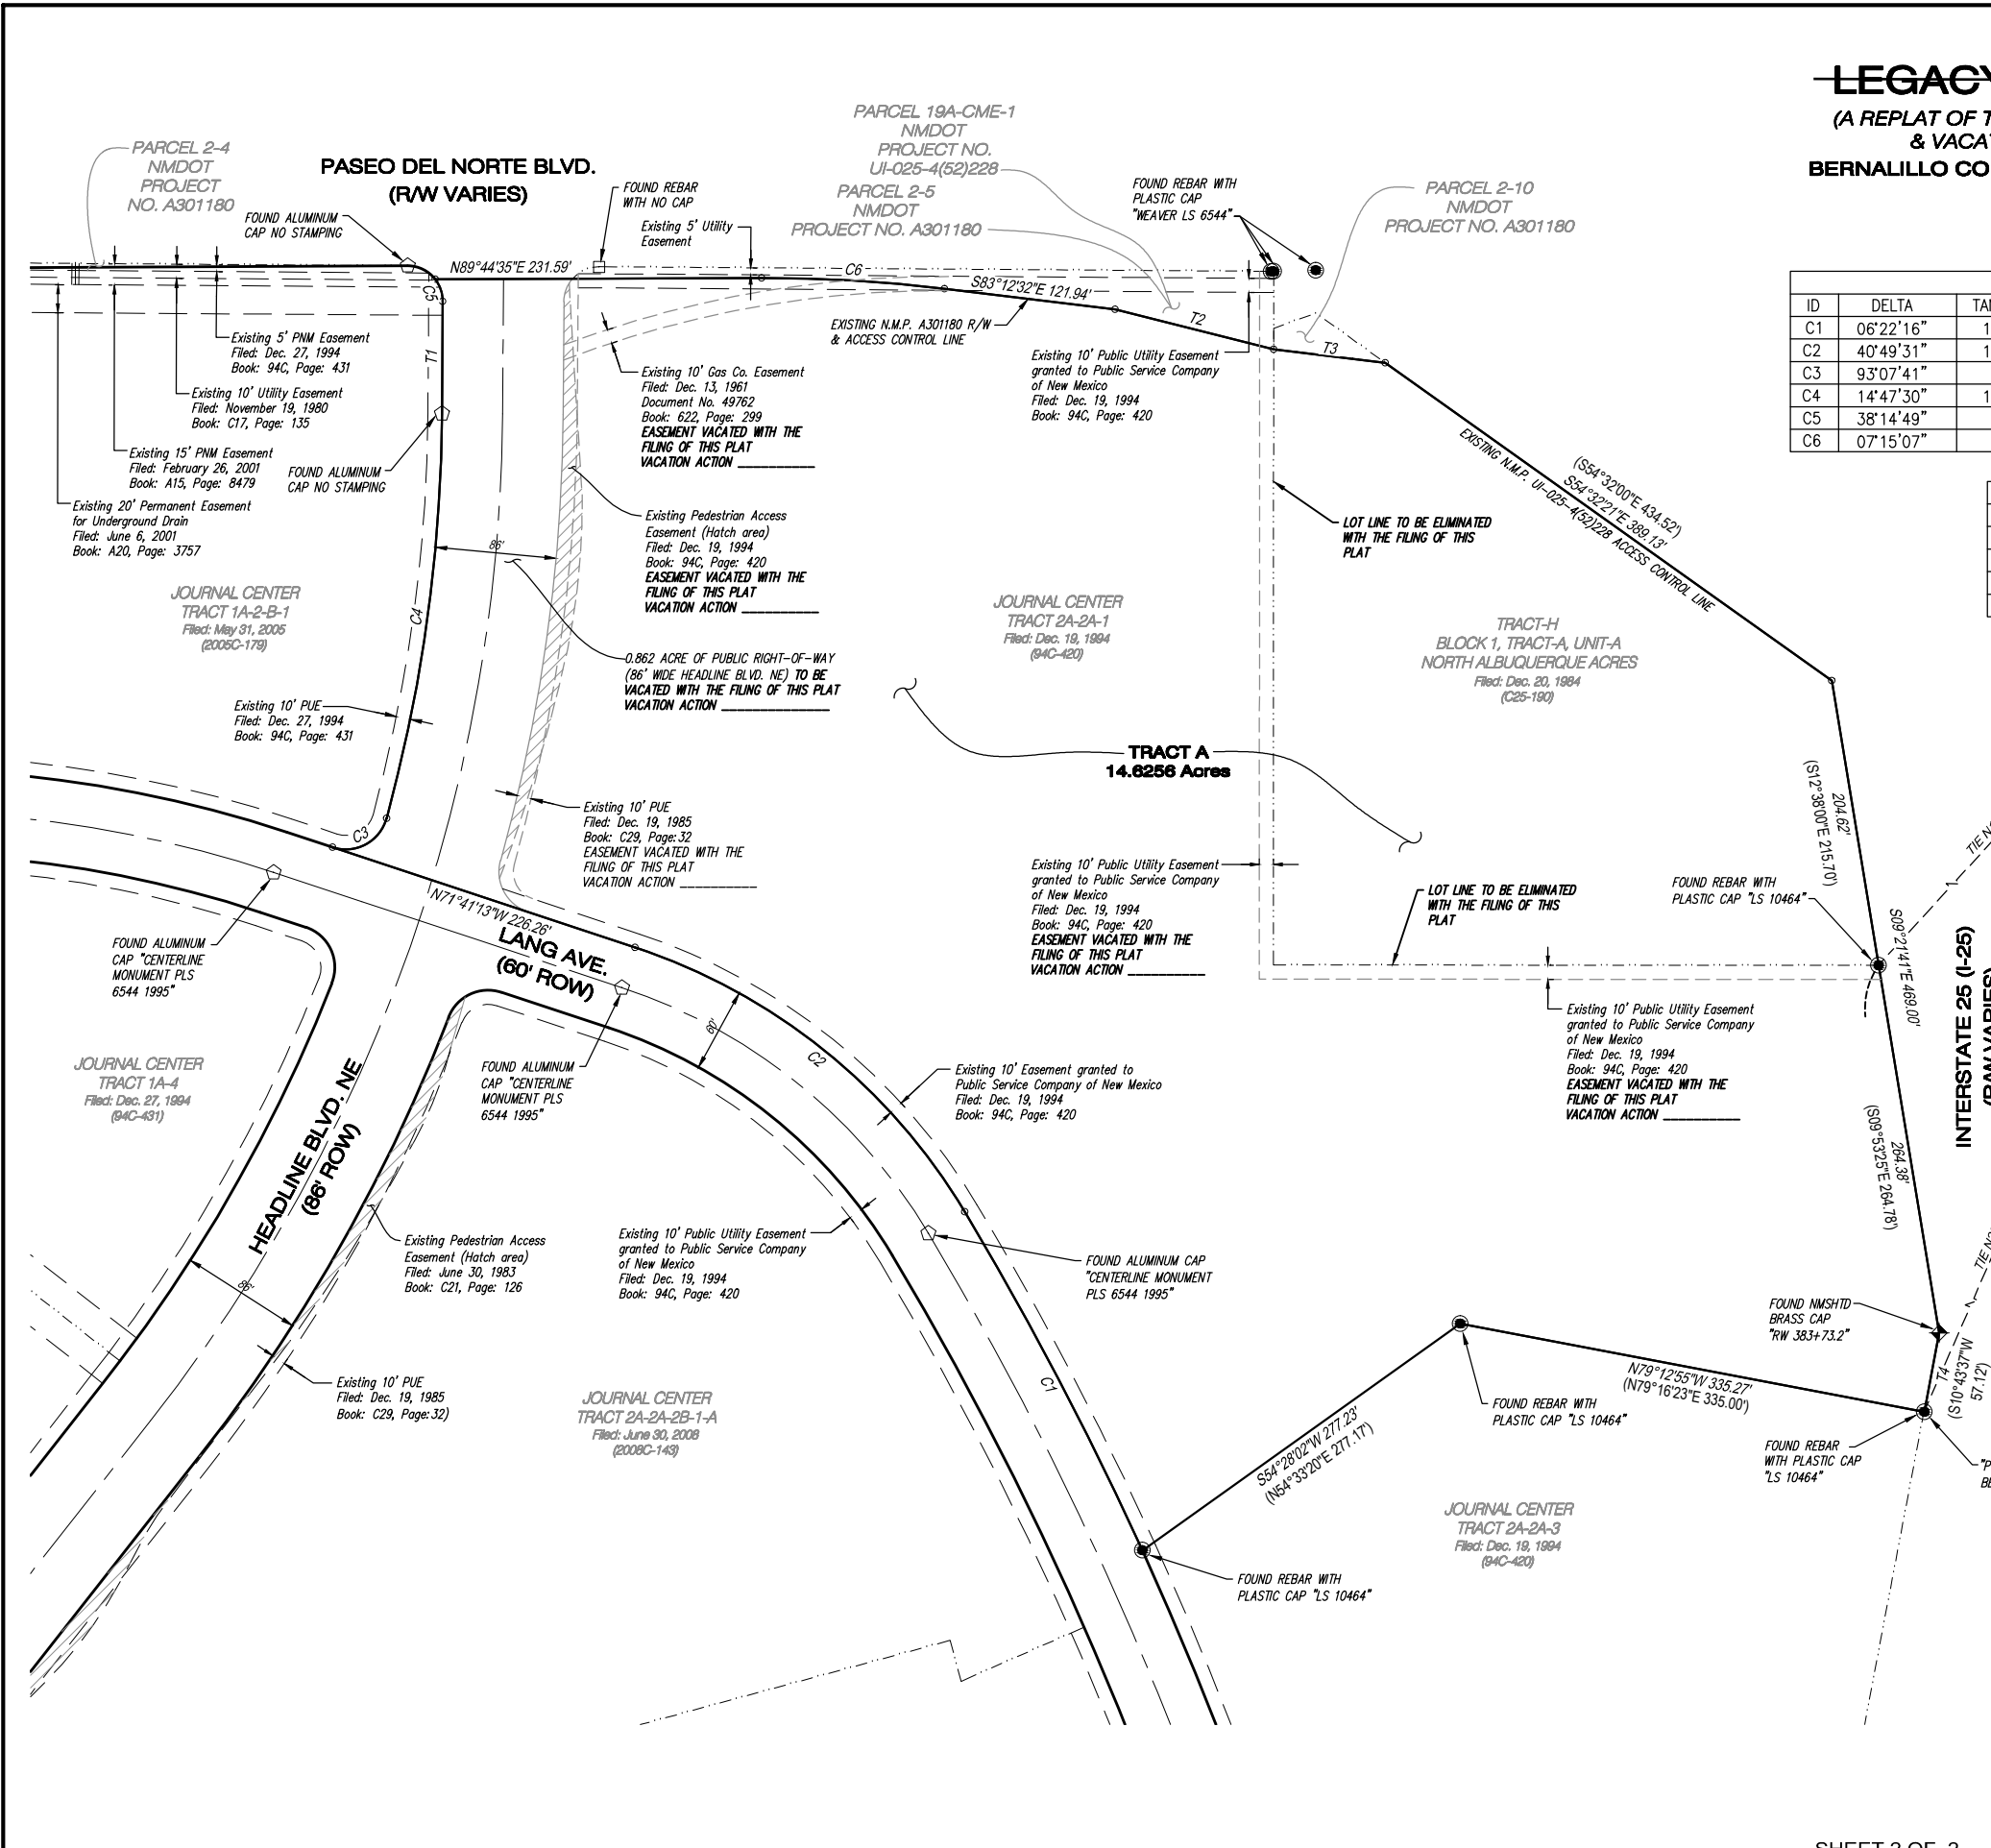 LEGACY
(A REPLAT OF T
& VACA
BERNALILLO CO
PARCEL 2-4
NMDOT
PROJECT
NO. A301180
PASEO DEL NORTE BLVD.
(R/W VARIES)
FOUND ALUMINUM
CAP NO STAMPING
FOUND REBAR
WITH NO CAP
Existing 5' Utility
Easement
PARCEL 19A-CME-1
NMDOT
PROJECT NO.
UI-025-4(52)228
PARCEL 2-5
NMDOT
PROJECT NO. A301180
FOUND REBAR WITH
PLASTIC CAP
"WEAVER LS 6544"
PARCEL 2-10
NMDOT
PROJECT NO. A301180
N89°44'35"E 231.59'
C6
S83°12'32"E 121.94'
T2
T3
C5
T1
EXISTING N.M.P. A301180 R/W
& ACCESS CONTROL LINE
ID DELTA TA
C1 06°22'16" 1
C2 40°49'31" 1
C3 93°07'41"
C4 14°47'30" 1
C5 38°14'49"
C6 07°15'07"
Existing 5' PNM Easement
Filed: Dec. 27, 1994
Book: 94C, Page: 431
Existing 10' Utility Easement
Filed: November 19, 1980
Book: C17, Page: 135
Existing 15' PNM Easement
Filed: February 26, 2001
Book: A15, Page: 8479
FOUND ALUMINUM
CAP NO STAMPING
Existing 20' Permanent Easement
for Underground Drain
Filed: June 6, 2001
Book: A20, Page: 3757
Existing 10' Gas Co. Easement
Filed: Dec. 13, 1961
Document No. 49762
Book: 622, Page: 299
EASEMENT VACATED WITH THE
FILING OF THIS PLAT
VACATION ACTION __________
Existing 10' Public Utility Easement
granted to Public Service Company
of New Mexico
Filed: Dec. 19, 1994
Book: 94C, Page: 420
(S54°32'00"E 434.52')
S54°32'21"E 389.13'
EXISTING N.M.P. UI-025-4(52)228 ACCESS CONTROL LINE
Existing Pedestrian Access
Easement (Hatch area)
Filed: Dec. 19, 1994
Book: 94C, Page: 420
EASEMENT VACATED WITH THE
FILING OF THIS PLAT
VACATION ACTION __________
86'
LOT LINE TO BE ELIMINATED
WITH THE FILING OF THIS
PLAT
JOURNAL CENTER
TRACT 1A-2-B-1
Filed: May 31, 2005
(2005C-179)
C4
JOURNAL CENTER
TRACT 2A-2A-1
Filed: Dec. 19, 1994
(94C-420)
TRACT-H
BLOCK 1, TRACT-A, UNIT-A
NORTH ALBUQUERQUE ACRES
Filed: Dec. 20, 1984
(C25-190)
0.862 ACRE OF PUBLIC RIGHT-OF-WAY
(86' WIDE HEADLINE BLVD. NE) TO BE
VACATED WITH THE FILING OF THIS PLAT
VACATION ACTION ______________
Existing 10' PUE
Filed: Dec. 27, 1994
Book: 94C, Page: 431
TRACT A
14.6256 Acres
C3
Existing 10' PUE
Filed: Dec. 19, 1985
Book: C29, Page:32
EASEMENT VACATED WITH THE
FILING OF THIS PLAT
VACATION ACTION __________
204.62'
(S12°38'00"E 215.70')
TIE
Existing 10' Public Utility Easement
granted to Public Service Company
of New Mexico
Filed: Dec. 19, 1994
Book: 94C, Page: 420
EASEMENT VACATED WITH THE
FILING OF THIS PLAT
VACATION ACTION __________
LOT LINE TO BE ELIMINATED
WITH THE FILING OF THIS
PLAT
FOUND REBAR WITH
PLASTIC CAP "LS 10464"
N71°41'13"W 226.26'
LANG AVE.
(60' ROW)
FOUND ALUMINUM
CAP "CENTERLINE
MONUMENT PLS
6544 1995"
S09°21'41"E 469.00'
INTERSTATE 25 (I-25)
(R/W VARIES)
60'
C2
Existing 10' Public Utility Easement
granted to Public Service Company
of New Mexico
Filed: Dec. 19, 1994
Book: 94C, Page: 420
EASEMENT VACATED WITH THE
FILING OF THIS PLAT
VACATION ACTION __________
JOURNAL CENTER
TRACT 1A-4
Filed: Dec. 27, 1994
(94C-431)
HEADLINE BLVD. NE
(86' ROW)
FOUND ALUMINUM
CAP "CENTERLINE
MONUMENT PLS
6544 1995"
Existing 10' Easement granted to
Public Service Company of New Mexico
Filed: Dec. 19, 1994
Book: 94C, Page: 420
264.38'
(S09°53'25"E 264.78')
Existing Pedestrian Access
Easement (Hatch area)
Filed: June 30, 1983
Book: C21, Page: 126
86'
Existing 10' Public Utility Easement
granted to Public Service Company
of New Mexico
Filed: Dec. 19, 1994
Book: 94C, Page: 420
FOUND ALUMINUM CAP
"CENTERLINE MONUMENT
PLS 6544 1995"
TIE
FOUND NMSHTD
BRASS CAP
"RW 383+73.2"
T4
(S10°43'37"W
57.12')
Existing 10' PUE
Filed: Dec. 19, 1985
Book: C29, Page:32)
C1
N79°12'55"W 335.27'
(N79°16'23"E 335.00')
FOUND REBAR WITH
PLASTIC CAP "LS 10464"
JOURNAL CENTER
TRACT 2A-2A-2B-1-A
Filed: June 30, 2008
(2008C-143)
S54°28'02"W 277.23'
(N54°33'20"E 277.17')
FOUND REBAR
WITH PLASTIC CAP
"LS 10464"
"P
BE
JOURNAL CENTER
TRACT 2A-2A-3
Filed: Dec. 19, 1994
(94C-420)
FOUND REBAR WITH
PLASTIC CAP "LS 10464"